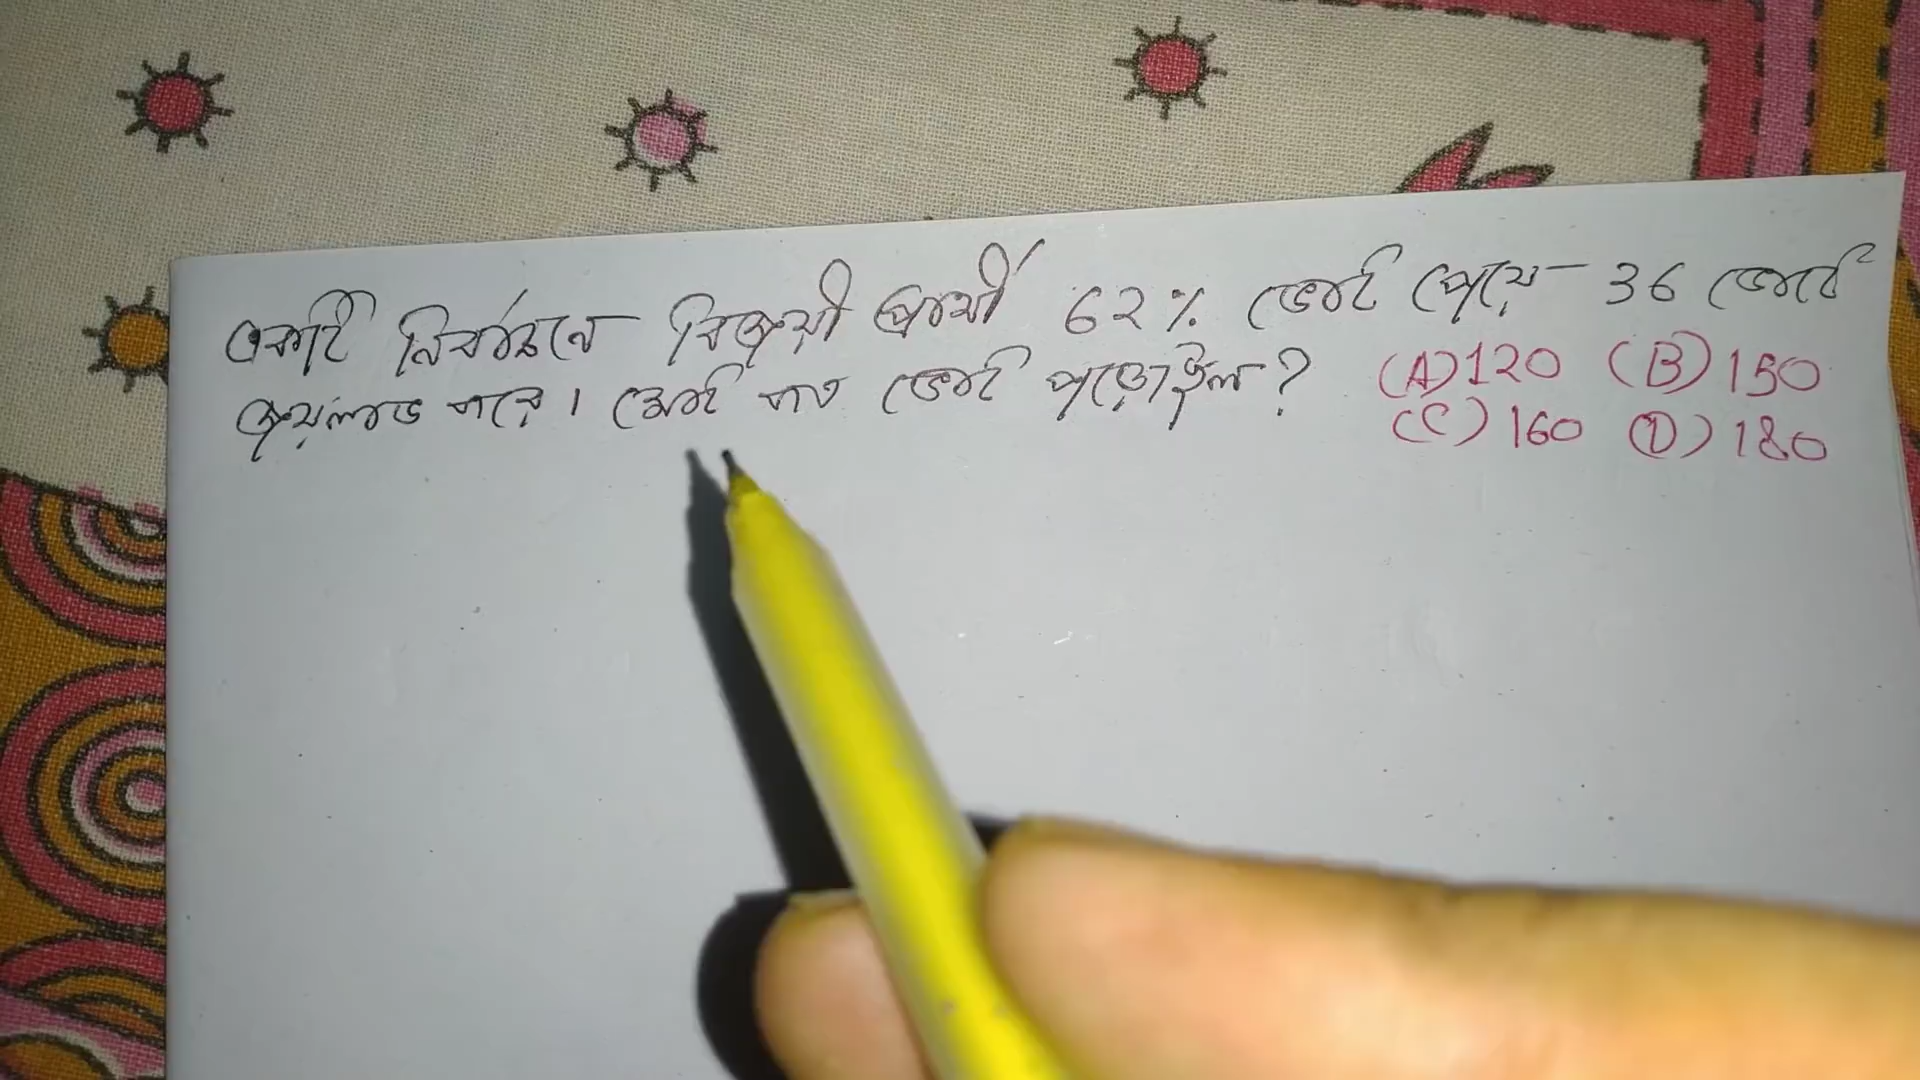 একটি নির্বাচনে বিজয়ী প্রার্থী 62% ভোট পেয়ে 36 ভোটে
জয়লাভ করে। মোট কত ভোট পড়েছিল? (A) 120 (B) 150
(C) 160 (D) 180